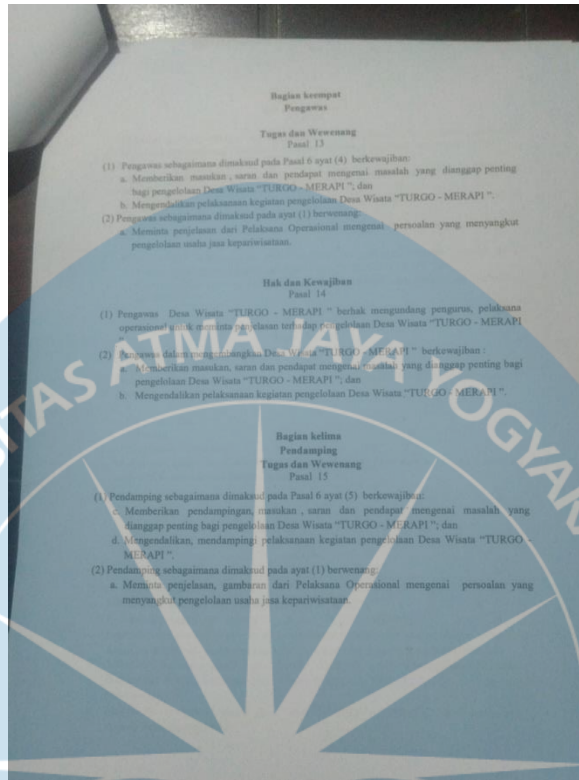 Bagian keempat
Pengawas
Tugas dan Wewenang
Pasal 13
(1) Pengawas sebagaimana dimaksud pada Pasal 6 ayat (4) berkewajiban:
a. Memberikan masukan , saran dan pendapat mengenai masalah yang dianggap penting
bagi pengelolaan Desa Wisata “TURGO - MERAPI ”; dan
b. Mengendalikan pelaksanaan kegiatan pengelolaan Desa Wisata “TURGO - MERAPI ”.
(2) Pengawas sebagaimana dimaksud pada ayat (1) berwenang:
a. Meminta penjelasan dari Pelaksana Operasional mengenai persoalan yang menyangkut
pengelolaan usaha jasa kepariwisataan.
Hak dan Kewajiban
Pasal 14
(1) Pengawas Desa Wisata “TURGO - MERAPI ” berhak mengundang pengurus, pelaksana
operasional untuk meminta penjelasan terhadap pengelolaan Desa Wisata “TURGO - MERAPI
(2) Pengawas dalam mengembangkan Desa Wisata “TURGO - MERAPI ” berkewajiban :
a. Memberikan masukan, saran dan pendapat mengenai masalah yang dianggap penting bagi
pengelolaan Desa Wisata “TURGO - MERAPI ”; dan
b. Mengendalikan pelaksanaan kegiatan pengelolaan Desa Wisata “TURGO - MERAPI ”.
Bagian kelima
Pendamping
Tugas dan Wewenang
Pasal 15
(1) Pendamping sebagaimana dimaksud pada Pasal 6 ayat (5) berkewajiban:
c. Memberikan pendampingan, masukan , saran dan pendapat mengenai masalah yang
dianggap penting bagi pengelolaan Desa Wisata “TURGO - MERAPI ”; dan
d. Mengendalikan, mendampingi pelaksanaan kegiatan pengelolaan Desa Wisata “TURGO -
MERAPI ”.
(2) Pendamping sebagaimana dimaksud pada ayat (1) berwenang:
a. Meminta penjelasan, gambaran dari Pelaksana Operasional mengenai persoalan yang
menyangkut pengelolaan usaha jasa kepariwisataan.
ITAS ATMA JAYA YOGYA